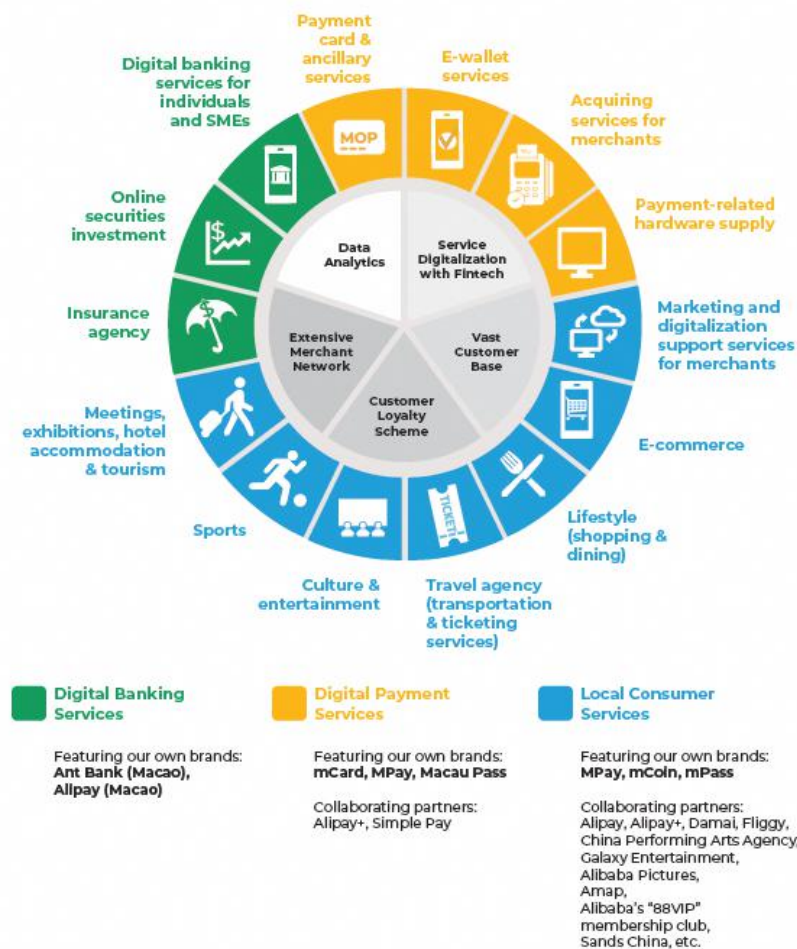 Payment
card &
ancillary
services
E-wallet
services
Digital banking
services for
individuals
and SMEs
Acquiring
services for
merchants
MOP
Online
securities
investment
Payment-related
hardware supply
$
Data
Analytics
Service
Digitalization
with Fintech
Insurance
agency
$
Marketing and
digitalization
support services
for merchants
Extensive
Merchant
Network
Vast
Customer
Base
Customer
Loyalty
Scheme
Meetings,
exhibitions, hotel
accommodation
& tourism
E-commerce
Sports
TICKET
Lifestyle
(shopping &
dining)
Culture &
entertainment
Travel agency
(transportation
& ticketing
services)
Digital Banking
Services
Featuring our own brands:
Ant Bank (Macao),
Alipay (Macao)
Digital Payment
Services
Featuring our own brands:
mCard, MPay, Macau Pass
Collaborating partners:
Alipay+, Simple Pay
Local Consumer
Services
Featuring our own brands:
MPay, mCoin, mPass
Collaborating partners:
Alipay, Alipay+, Damai, Fliggy,
China Performing Arts Agency,
Galaxy Entertainment,
Alibaba Pictures,
Amap,
Alibaba's "88VIP"
membership club,
Sands China, etc.